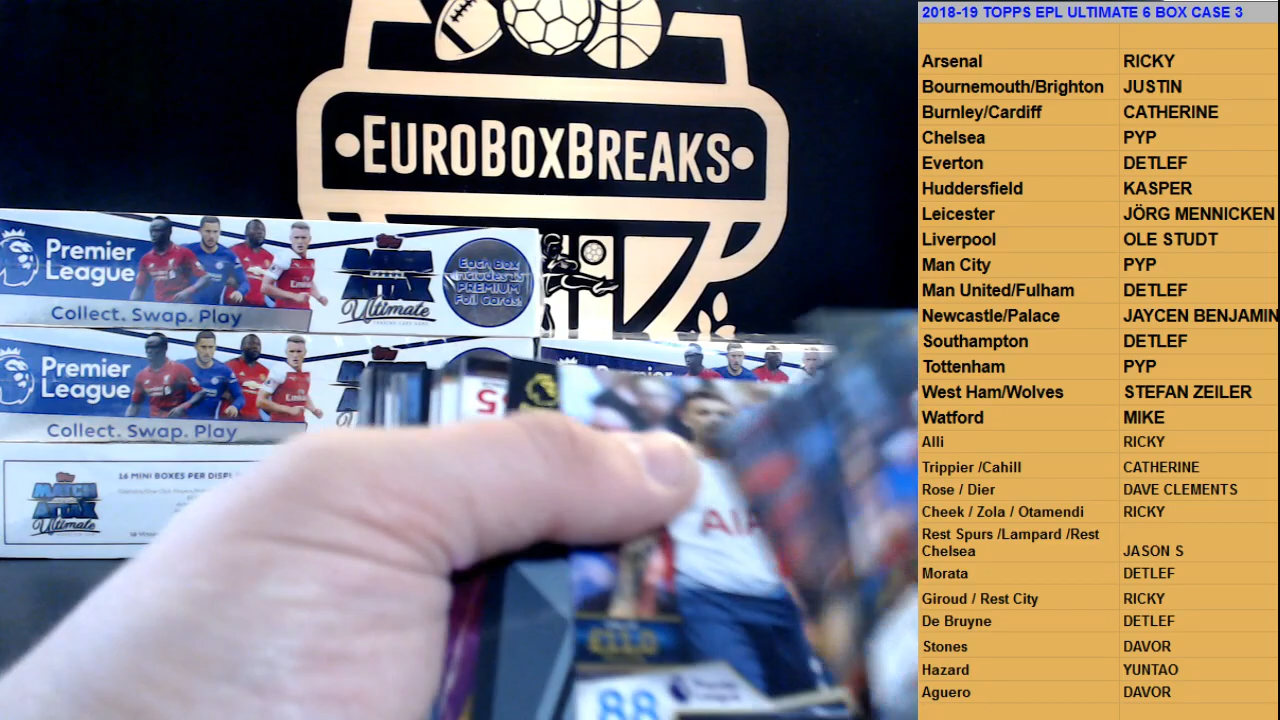 EUROBOXBREAKS
Premier
League
Collect. Swap. Play
Ultimate
Each Box
Includes 15
PREMIUM
Foil Cards!
Premier
League
Collect. Swap. Play
MATCH
ATTAX
Ultimate
16 MINI BOXES PER DISPL
AIA
88
2018-19 TOPPS EPL ULTIMATE 6 BOX CASE 3
Arsenal RICKY
Bournemouth/Brighton JUSTIN
Burnley/Cardiff CATHERINE
Chelsea PYP
Everton DETLEF
Huddersfield KASPER
Leicester JÖRG MENNICKEN
Liverpool OLE STUDT
Man City PYP
Man United/Fulham DETLEF
Newcastle/Palace JAYCEN BENJAMIN
Southampton DETLEF
Tottenham PYP
West Ham/Wolves STEFAN ZEILER
Watford MIKE
Alli RICKY
Trippier /Cahill CATHERINE
Rose / Dier DAVE CLEMENTS
Cheek / Zola / Otamendi RICKY
Rest Spurs /Lampard /Rest
Chelsea JASON S
Morata DETLEF
Giroud / Rest City RICKY
De Bruyne DETLEF
Stones DAVOR
Hazard YUNTAO
Aguero DAVOR